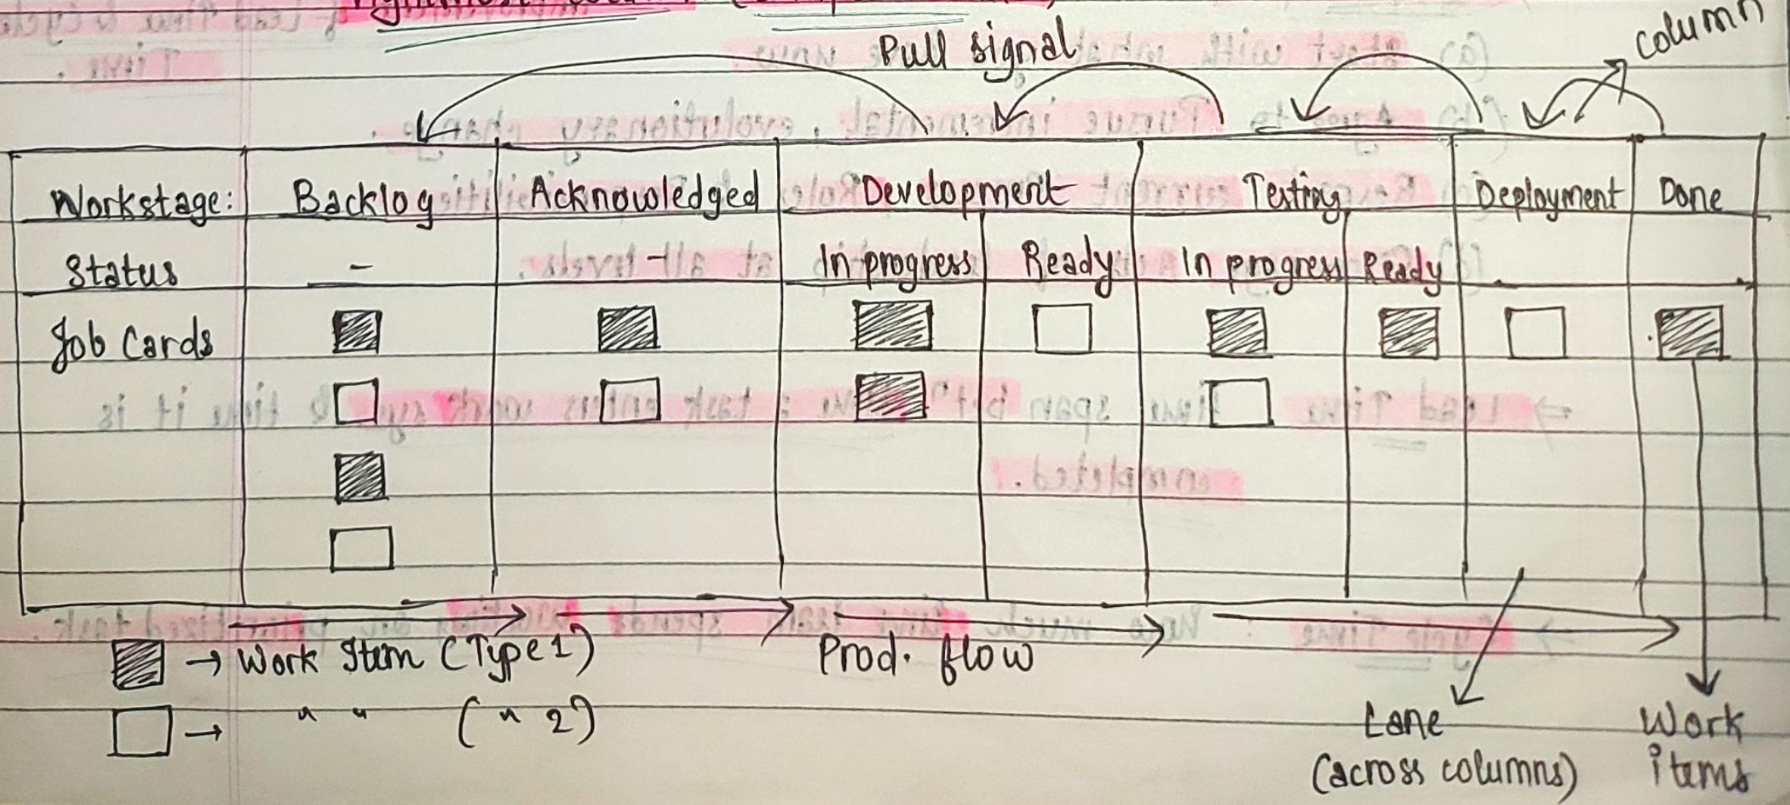 Pull signal
column
Workstage: Backlog Acknowledged Development Testing Deployment Done
Status - - In progress Ready In progress Ready
Job Cards
→ Work Item (Type 1) Prod. flow
→ " " ( " 2)
Lane
(across columns)
Work
items